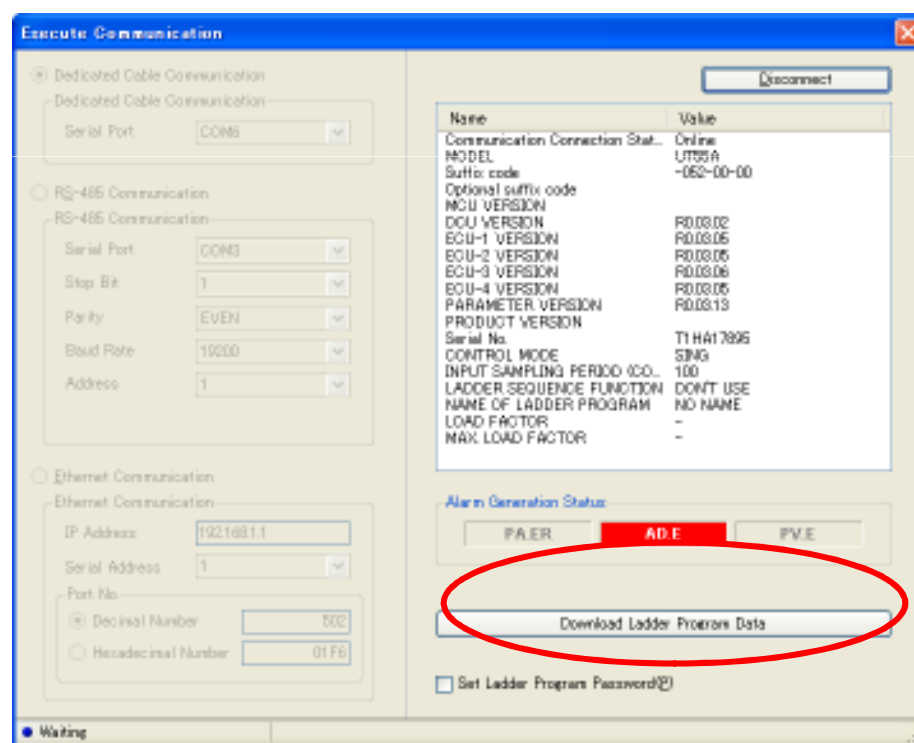 Execute Communication
Dedicated Cable Communication
Dedicated Cable Communication
Serial Port COM6
RS-485 Communication
RS-485 Communication
Serial Port COM3
Stop Bit 1
Parity EVEN
Baud Rate 19200
Address 1
Ethernet Communication
Ethernet Communication
IP Address 192.168.1.1
Serial Address 1
Port No.
Decimal Number 502
Hexadecimal Number 01F6
Disconnect
Name Value
Communication Connection Stat... Online
MODEL UT55A
Suffix code -052-00-00
Optional suffix code
MCU VERSION
DCU VERSION R0.03.02
ECU-1 VERSION R0.03.05
ECU-2 VERSION R0.03.05
ECU-3 VERSION R0.03.06
ECU-4 VERSION R0.03.05
PARAMETER VERSION R0.03.13
PRODUCT VERSION
Serial No. T1HA17895
CONTROL MODE SING
INPUT SAMPLING PERIOD (CO... 100
LADDER SEQUENCE FUNCTION DON'T USE
NAME OF LADDER PROGRAM NO NAME
LOAD FACTOR -
MAX. LOAD FACTOR -
Alarm Generation Status
PA.ER AD.E PV.E
Download Ladder Program Data
Set Ladder Program Password(P)
Waiting